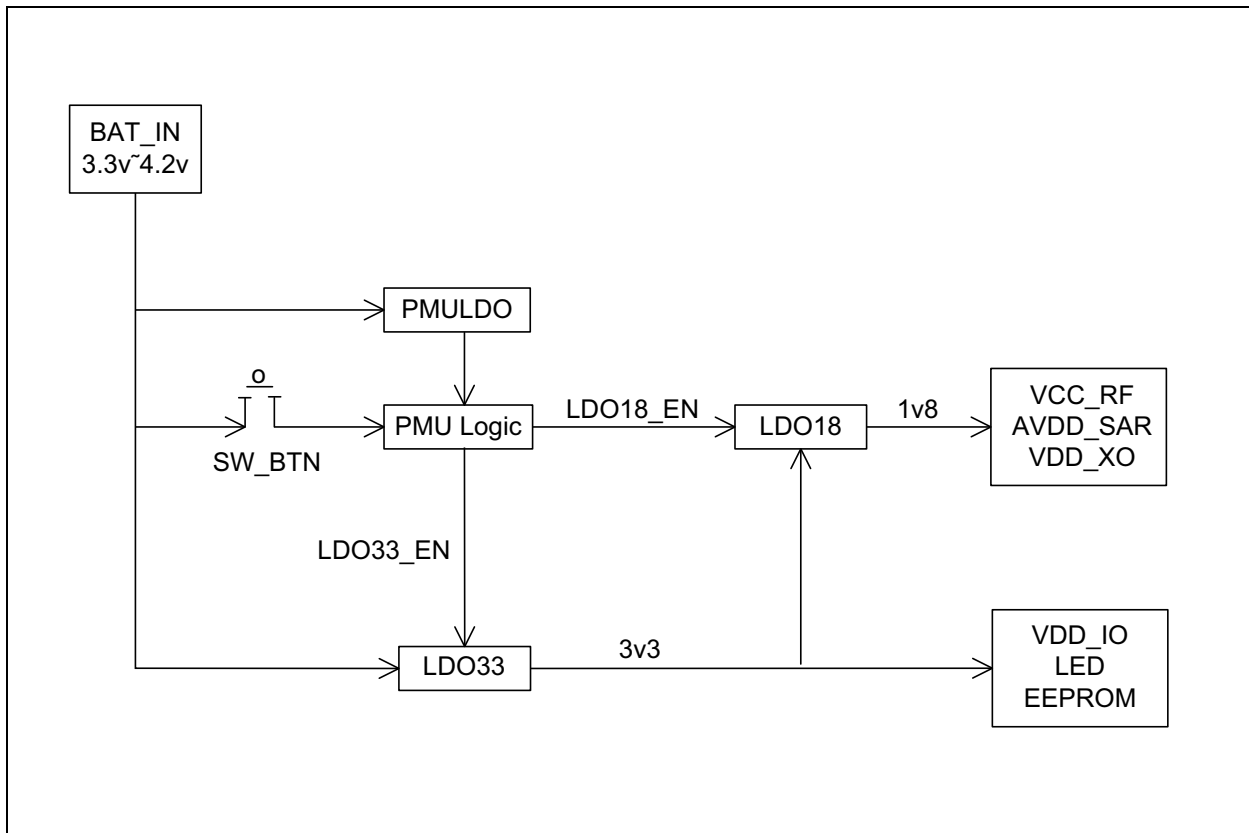 BAT_IN
3.3v~4.2v
PMULDO
o
SW_BTN
PMU Logic
LDO18_EN
LDO18
1v8
VCC_RF
AVDD_SAR
VDD_XO
LDO33_EN
LDO33
3v3
VDD_IO
LED
EEPROM